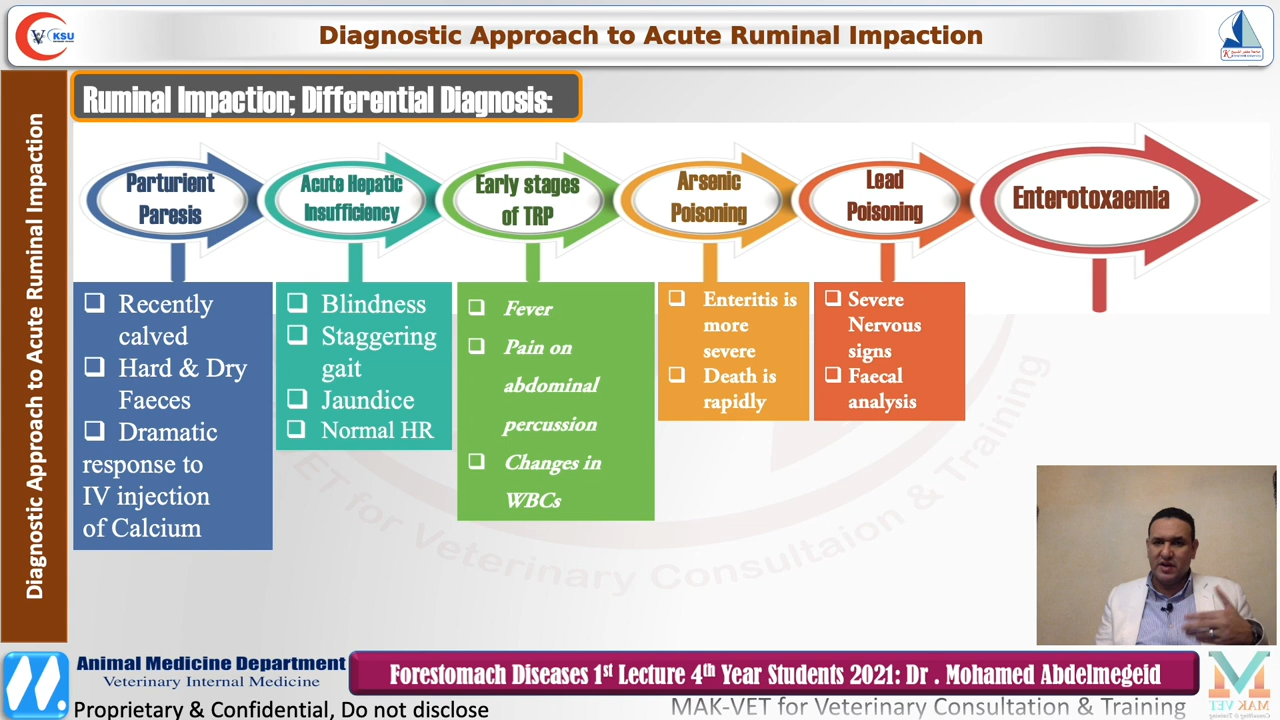 KSU
Diagnostic Approach to Acute Ruminal Impaction
Diagnostic Approach to Acute Ruminal Impaction
Ruminal Impaction; Differential Diagnosis:
Parturient
Paresis
Acute Hepatic
Insufficiency
Early stages
of TRP
Arsenic
Poisoning
Lead
Poisoning
Enterotoxaemia
Recently
calved
Hard & Dry
Faeces
Dramatic
response to
IV injection
of Calcium
Blindness
Staggering
gait
Jaundice
Normal HR
Fever
Pain on
abdominal
percussion
Changes in
WBCs
Enteritis is
more
severe
Death is
rapidly
Severe
Nervous
signs
Faecal
analysis
ET for Veterinary Consultaion & Training
Animal Medicine Department
Veterinary Internal Medicine
Forestomach Diseases 1st Lecture 4th Year Students 2021: Dr . Mohamed Abdelmegeid
Proprietary & Confidential, Do not disclose
MAK-VET for Veterinary Consultation & Training
MAK VET